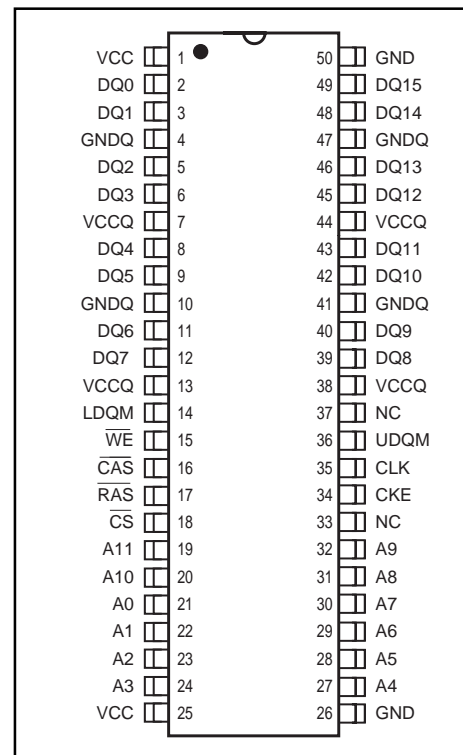 VCC 1 50 GND
DQ0 2 49 DQ15
DQ1 3 48 DQ14
GNDQ 4 47 GNDQ
DQ2 5 46 DQ13
DQ3 6 45 DQ12
VCCQ 7 44 VCCQ
DQ4 8 43 DQ11
DQ5 9 42 DQ10
GNDQ 10 41 GNDQ
DQ6 11 40 DQ9
DQ7 12 39 DQ8
VCCQ 13 38 VCCQ
LDQM 14 37 NC
W̅E̅ 15 36 UDQM
C̅A̅S̅ 16 35 CLK
R̅A̅S̅ 17 34 CKE
C̅S̅ 18 33 NC
A11 19 32 A9
A10 20 31 A8
A0 21 30 A7
A1 22 29 A6
A2 23 28 A5
A3 24 27 A4
VCC 25 26 GND